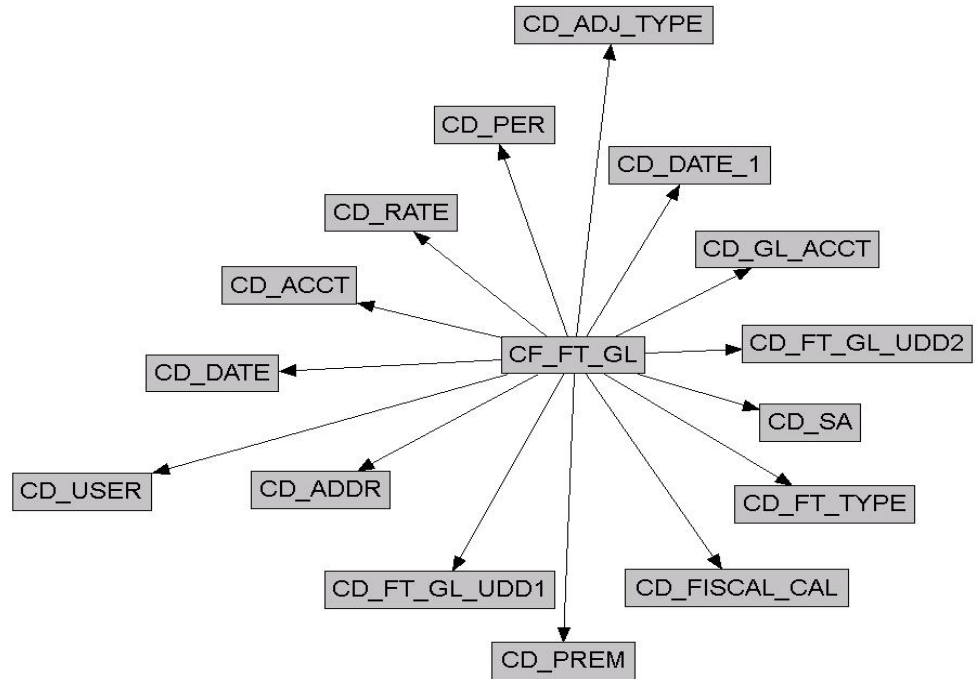 CD_ADJ_TYPE
CD_PER
CD_DATE_1
CD_RATE
CD_GL_ACCT
CD_ACCT
CF_FT_GL
CD_FT_GL_UDD2
CD_DATE
CD_SA
CD_USER
CD_ADDR
CD_FT_TYPE
CD_FT_GL_UDD1
CD_FISCAL_CAL
CD_PREM